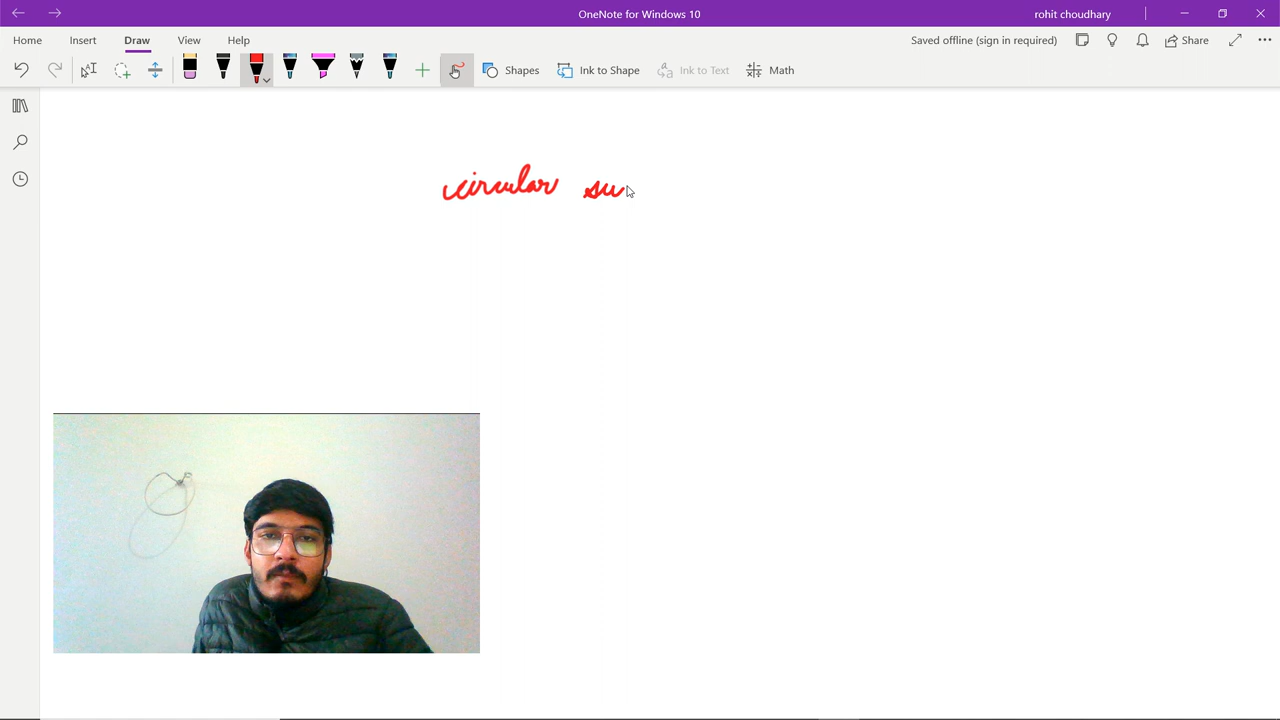 OneNote for Windows 10
rohit choudhary
Home
Insert
Draw
View
Help
Saved offline (sign in required)
Share
Shapes
Ink to Shape
Ink to Text
Math
circular su